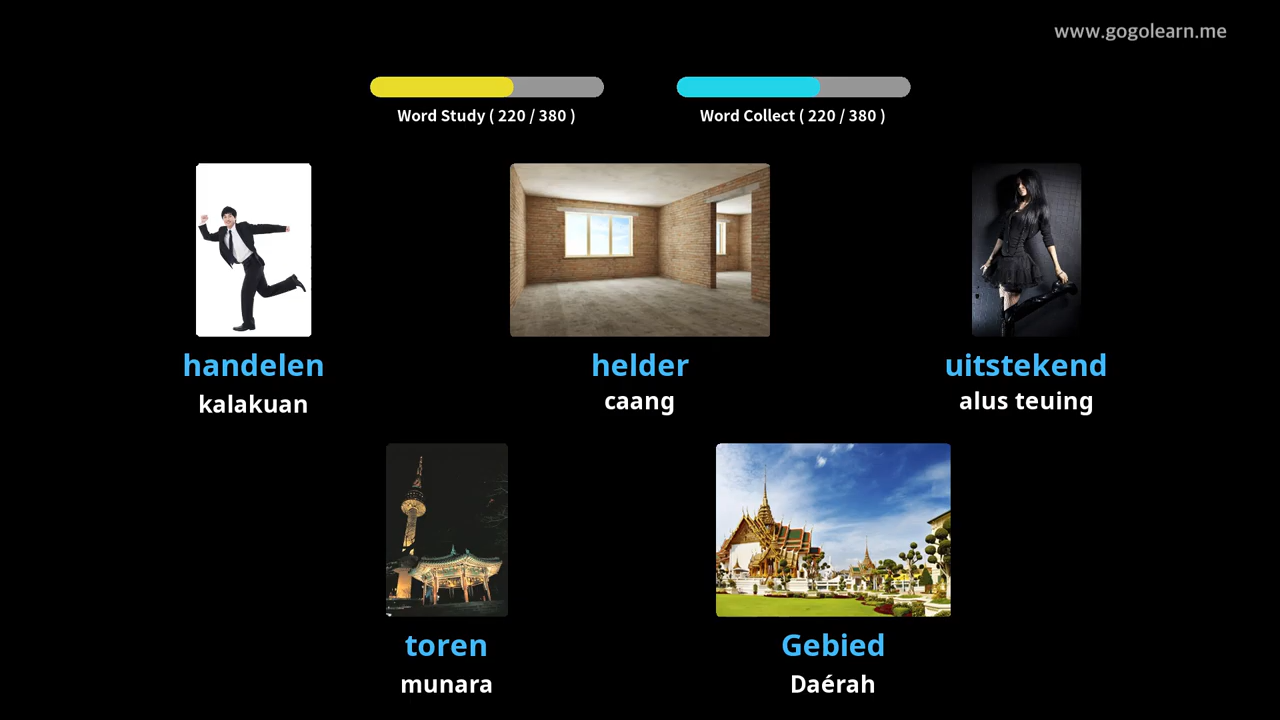 www.gogolearn.me
Word Study ( 220 / 380 )
Word Collect ( 220 / 380 )
handelen
kalakuan
helder
caang
uitstekend
alus teuing
toren
munara
Gebied
Daérah